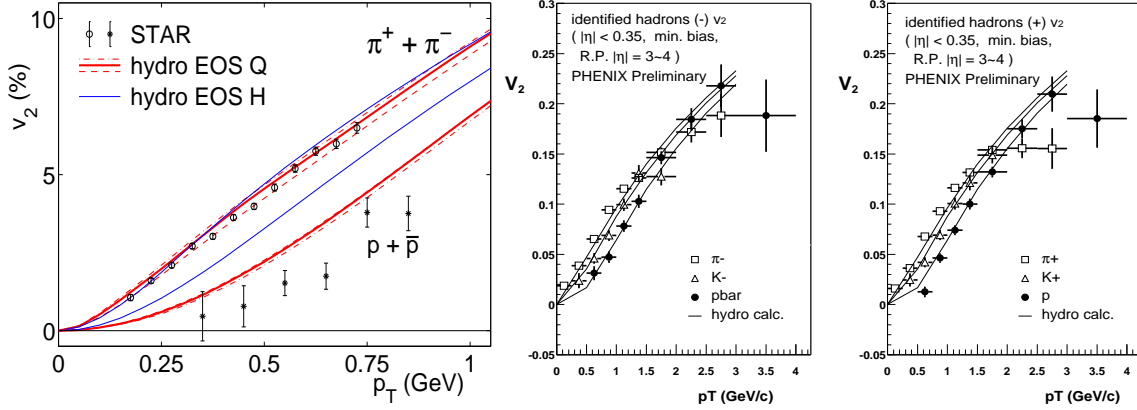 10
5
0
v2 (%)
STAR
hydro EOS Q
hydro EOS H
π+ + π−
p + p̅
0
0.25
0.5
0.75
1
pT (GeV)
identified hadrons (-) v2
( |η| < 0.35, min. bias,
R.P. |η| = 3~4 )
PHENIX Preliminary
V2
0.3
0.25
0.2
0.15
0.1
0.05
0
-0.05
π-
K-
pbar
hydro calc.
0 0.5 1 1.5 2 2.5 3 3.5 4
pT (GeV/c)
identified hadrons (+) v2
( |η| < 0.35, min. bias,
R.P. |η| = 3~4 )
PHENIX Preliminary
V2
0.3
0.25
0.2
0.15
0.1
0.05
0
-0.05
π+
K+
p
hydro calc.
0 0.5 1 1.5 2 2.5 3 3.5 4
pT (GeV/c)